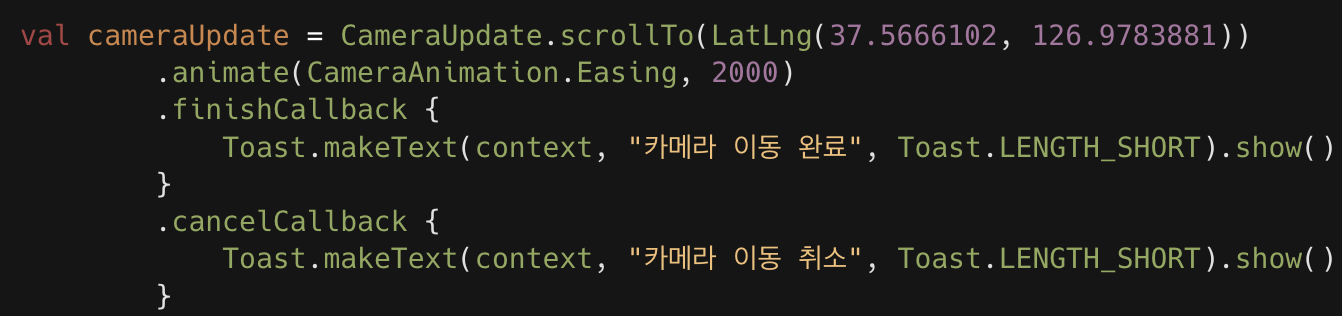 val cameraUpdate = CameraUpdate.scrollTo(LatLng(37.5666102, 126.9783881))
        .animate(CameraAnimation.Easing, 2000)
        .finishCallback {
            Toast.makeText(context, "카메라 이동 완료", Toast.LENGTH_SHORT).show()
        }
        .cancelCallback {
            Toast.makeText(context, "카메라 이동 취소", Toast.LENGTH_SHORT).show()
        }